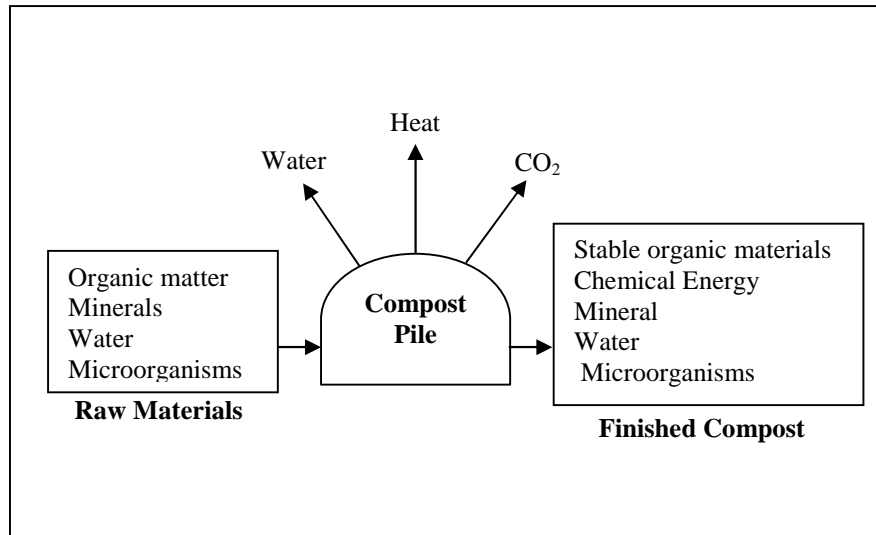 Heat
Water
CO₂
Organic matter
Minerals
Water
Microorganisms
Raw Materials
Compost
Pile
Stable organic materials
Chemical Energy
Mineral
Water
Microorganisms
Finished Compost